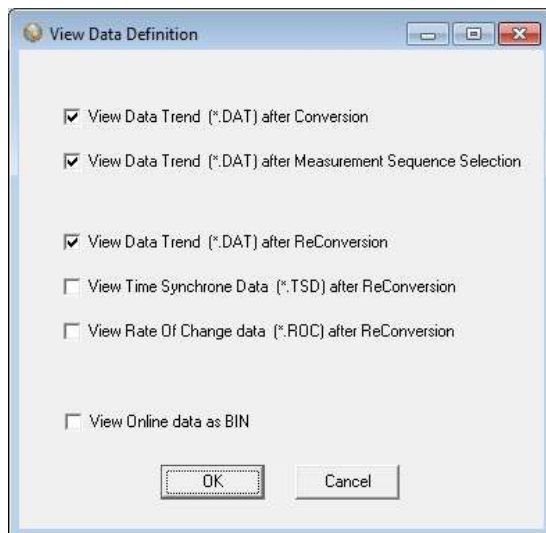 View Data Definition
View Data Trend (*.DAT) after Conversion
View Data Trend (*.DAT) after Measurement Sequence Selection
View Data Trend (*.DAT) after ReConversion
View Time Synchrone Data (*.TSD) after ReConversion
View Rate Of Change data (*.ROC) after ReConversion
View Online data as BIN
OK Cancel